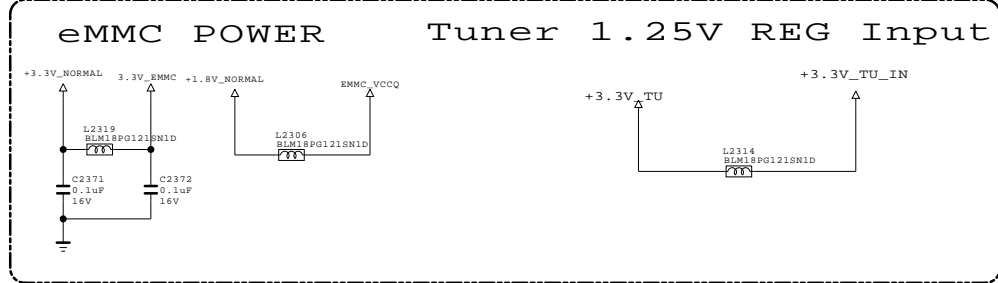 eMMC POWER
Tuner 1.25V REG Input
+3.3V_NORMAL
3.3V_EMMC
+1.8V_NORMAL
EMMC_VCCQ
+3.3V_TU
+3.3V_TU_IN
L2319
BLM18PG121SN1D
L2306
BLM18PG121SN1D
L2314
BLM18PG121SN1D
C2371
0.1uF
16V
C2372
0.1uF
16V